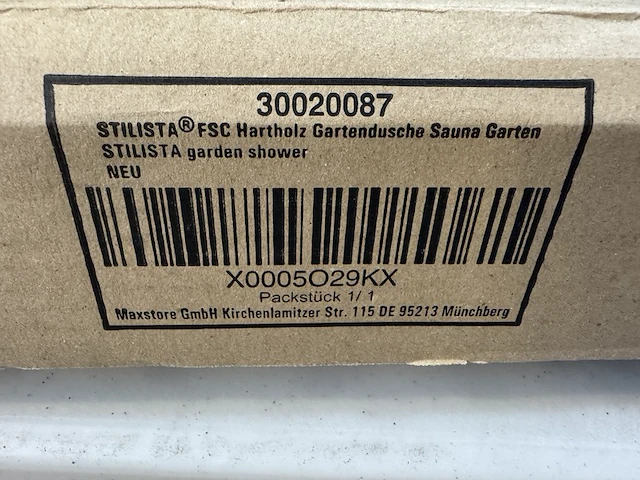 30020087
STILISTA® FSC Hartholz Gartendusche Sauna Garten
STILISTA garden shower
NEU
X0005O29KX
Packstück 1/ 1
Maxstore GmbH Kirchenlamitzer Str. 115 DE 95213 Münchberg